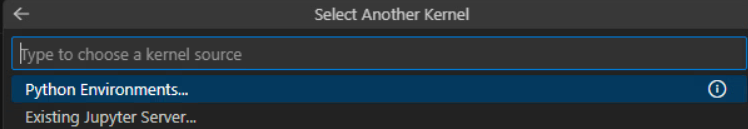 Select Another Kernel
Type to choose a kernel source
Python Environments...
Existing Jupyter Server...